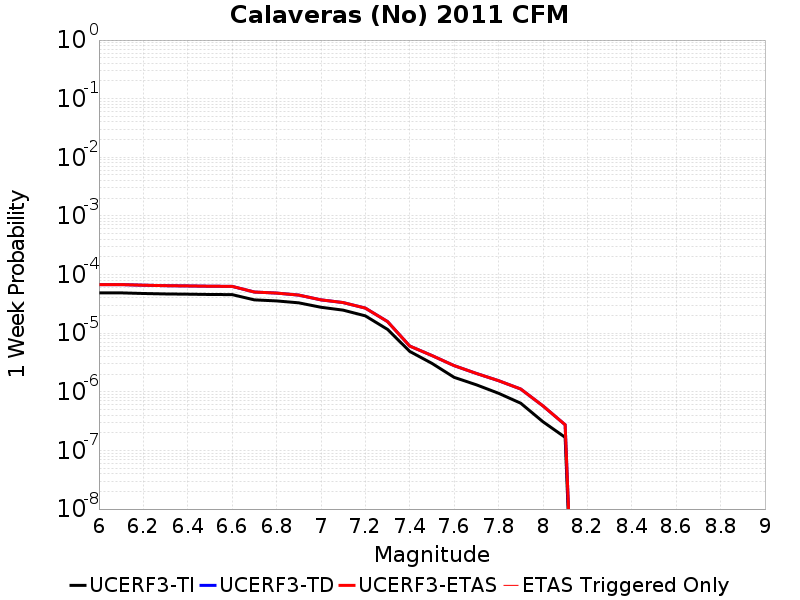 Calaveras (No) 2011 CFM
10^0
10^-1
10^-2
10^-3
10^-4
10^-5
10^-6
10^-7
10^-8
1 Week Probability
6 6.2 6.4 6.6 6.8 7 7.2 7.4 7.6 7.8 8 8.2 8.4 8.6 8.8 9
Magnitude
UCERF3-TI UCERF3-TD UCERF3-ETAS ETAS Triggered Only